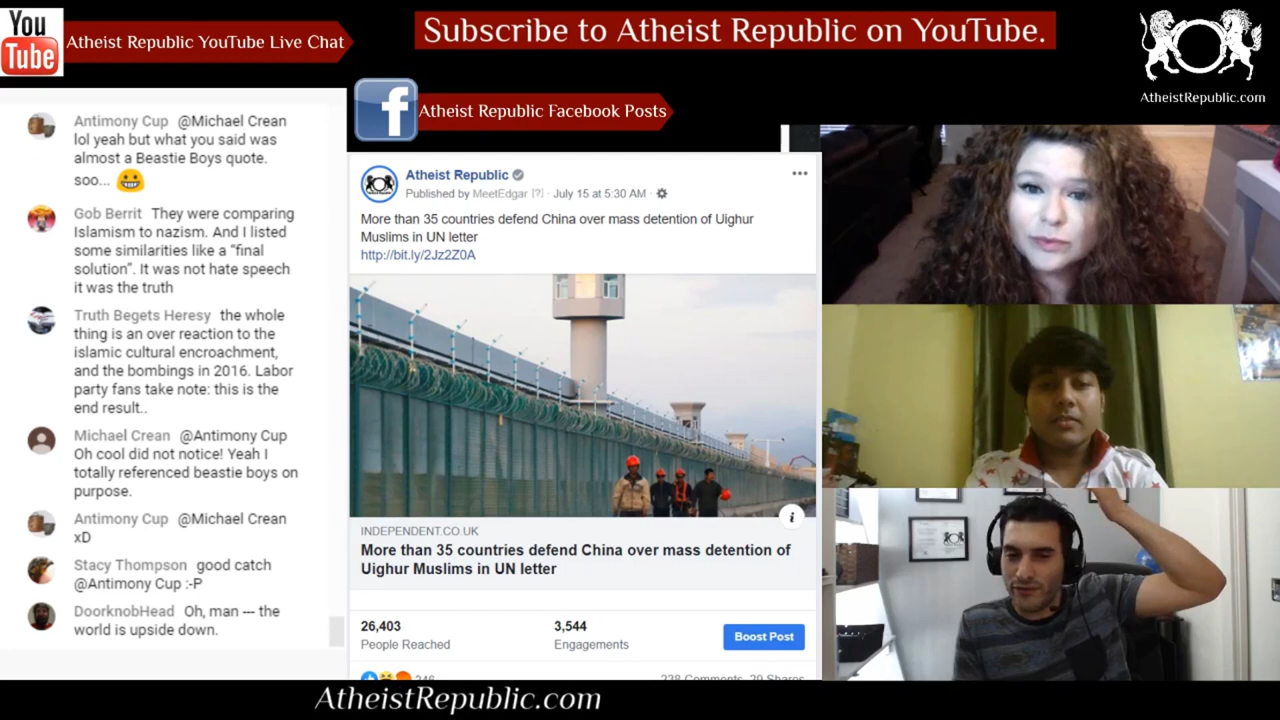 You
Tube
Atheist Republic YouTube Live Chat
Subscribe to Atheist Republic on YouTube.
AtheistRepublic.com
f
Atheist Republic Facebook Posts
Antimony Cup @Michael Crean
lol yeah but what you said was
almost a Beastie Boys quote.
soo...
Gob Berrit They were comparing
Islamism to nazism. And I listed
some similarities like a “final
solution”. It was not hate speech
it was the truth
Truth Begets Heresy the whole
thing is an over reaction to the
islamic cultural encroachment,
and the bombings in 2016. Labor
party fans take note: this is the
end result..
Michael Crean @Antimony Cup
Oh cool did not notice! Yeah I
totally referenced beastie boys on
purpose.
Antimony Cup @Michael Crean
xD
Stacy Thompson good catch
@Antimony Cup :-P
DoorknobHead Oh, man --- the
world is upside down.
Atheist Republic
Published by MeetEdgar [?] · July 15 at 5:30 AM ·
More than 35 countries defend China over mass detention of Uighur
Muslims in UN letter
http://bit.ly/2Jz2Z0A
i
INDEPENDENT.CO.UK
More than 35 countries defend China over mass detention of
Uighur Muslims in UN letter
26,403
People Reached
3,544
Engagements
Boost Post
246
238 Comments 29 Shares
AtheistRepublic.com